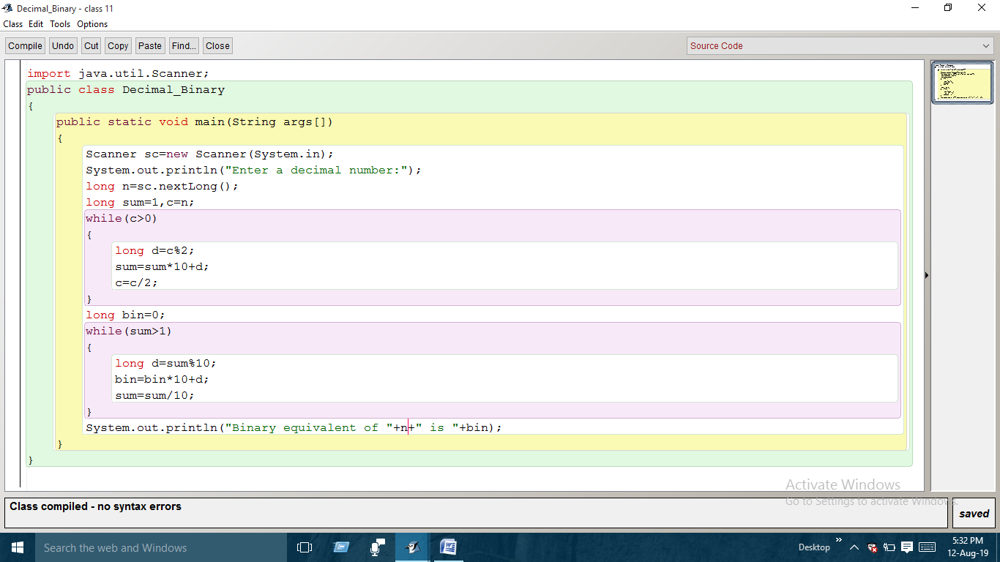 Decimal_Binary - class 11
Class Edit Tools Options
Compile Undo Cut Copy Paste Find... Close Source Code
import java.util.Scanner;
public class Decimal_Binary
{
public static void main(String args[])
{
Scanner sc=new Scanner(System.in);
System.out.println("Enter a decimal number:");
long n=sc.nextLong();
long sum=1,c=n;
while(c>0)
{
long d=c%2;
sum=sum*10+d;
c=c/2;
}
long bin=0;
while(sum>1)
{
long d=sum%10;
bin=bin*10+d;
sum=sum/10;
}
System.out.println("Binary equivalent of "+n+" is "+bin);
}
}
Activate Windows
Go to Settings to activate Windows.
Class compiled - no syntax errors
saved
Search the web and Windows
Desktop
5:32 PM
12-Aug-19